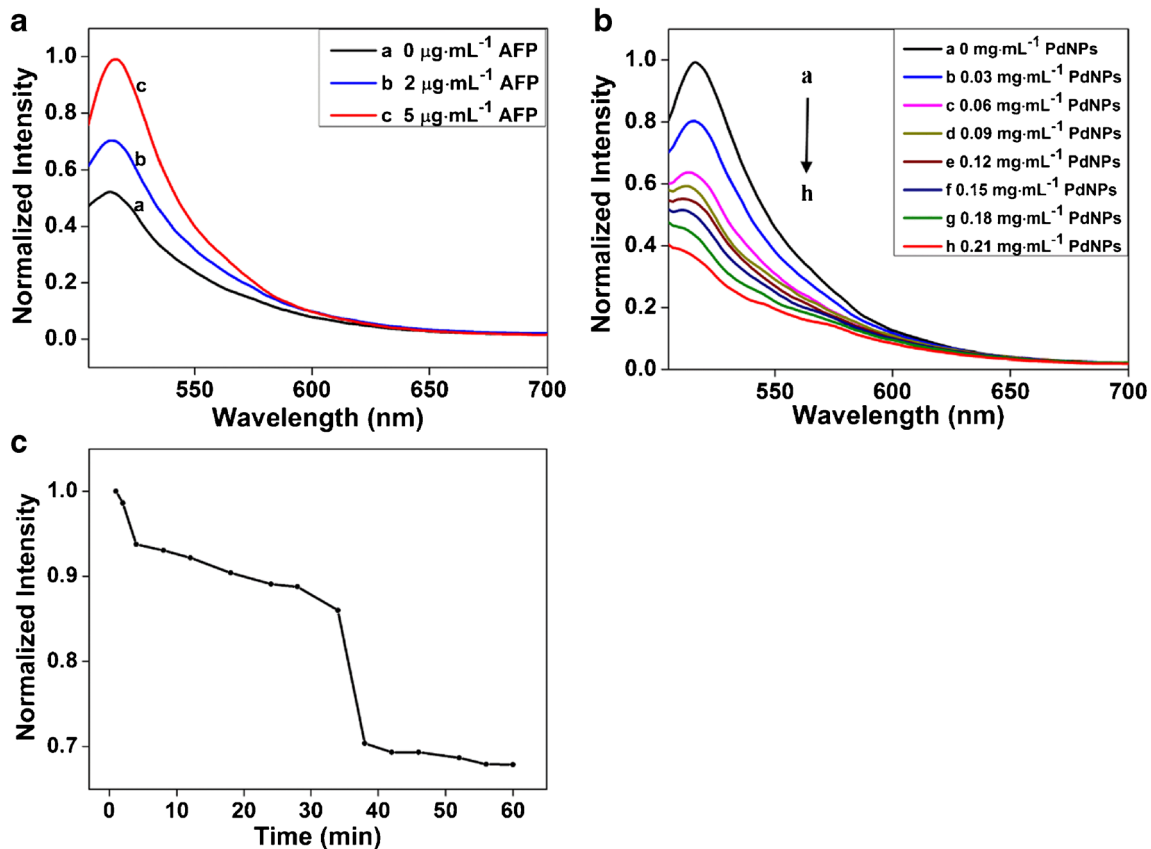 a
a 0 μg·mL⁻¹ AFP
b 2 μg·mL⁻¹ AFP
c 5 μg·mL⁻¹ AFP
c
b
a
1.0
0.8
0.6
0.4
0.2
0.0
Normalized Intensity
550
600
650
700
Wavelength (nm)
b
a 0 mg·mL⁻¹ PdNPs
b 0.03 mg·mL⁻¹ PdNPs
c 0.06 mg·mL⁻¹ PdNPs
d 0.09 mg·mL⁻¹ PdNPs
e 0.12 mg·mL⁻¹ PdNPs
f 0.15 mg·mL⁻¹ PdNPs
g 0.18 mg·mL⁻¹ PdNPs
h 0.21 mg·mL⁻¹ PdNPs
a
h
1.0
0.8
0.6
0.4
0.2
0.0
Normalized Intensity
550
600
650
700
Wavelength (nm)
c
1.0
0.9
0.8
0.7
Normalized Intensity
0
10
20
30
40
50
60
Time (min)